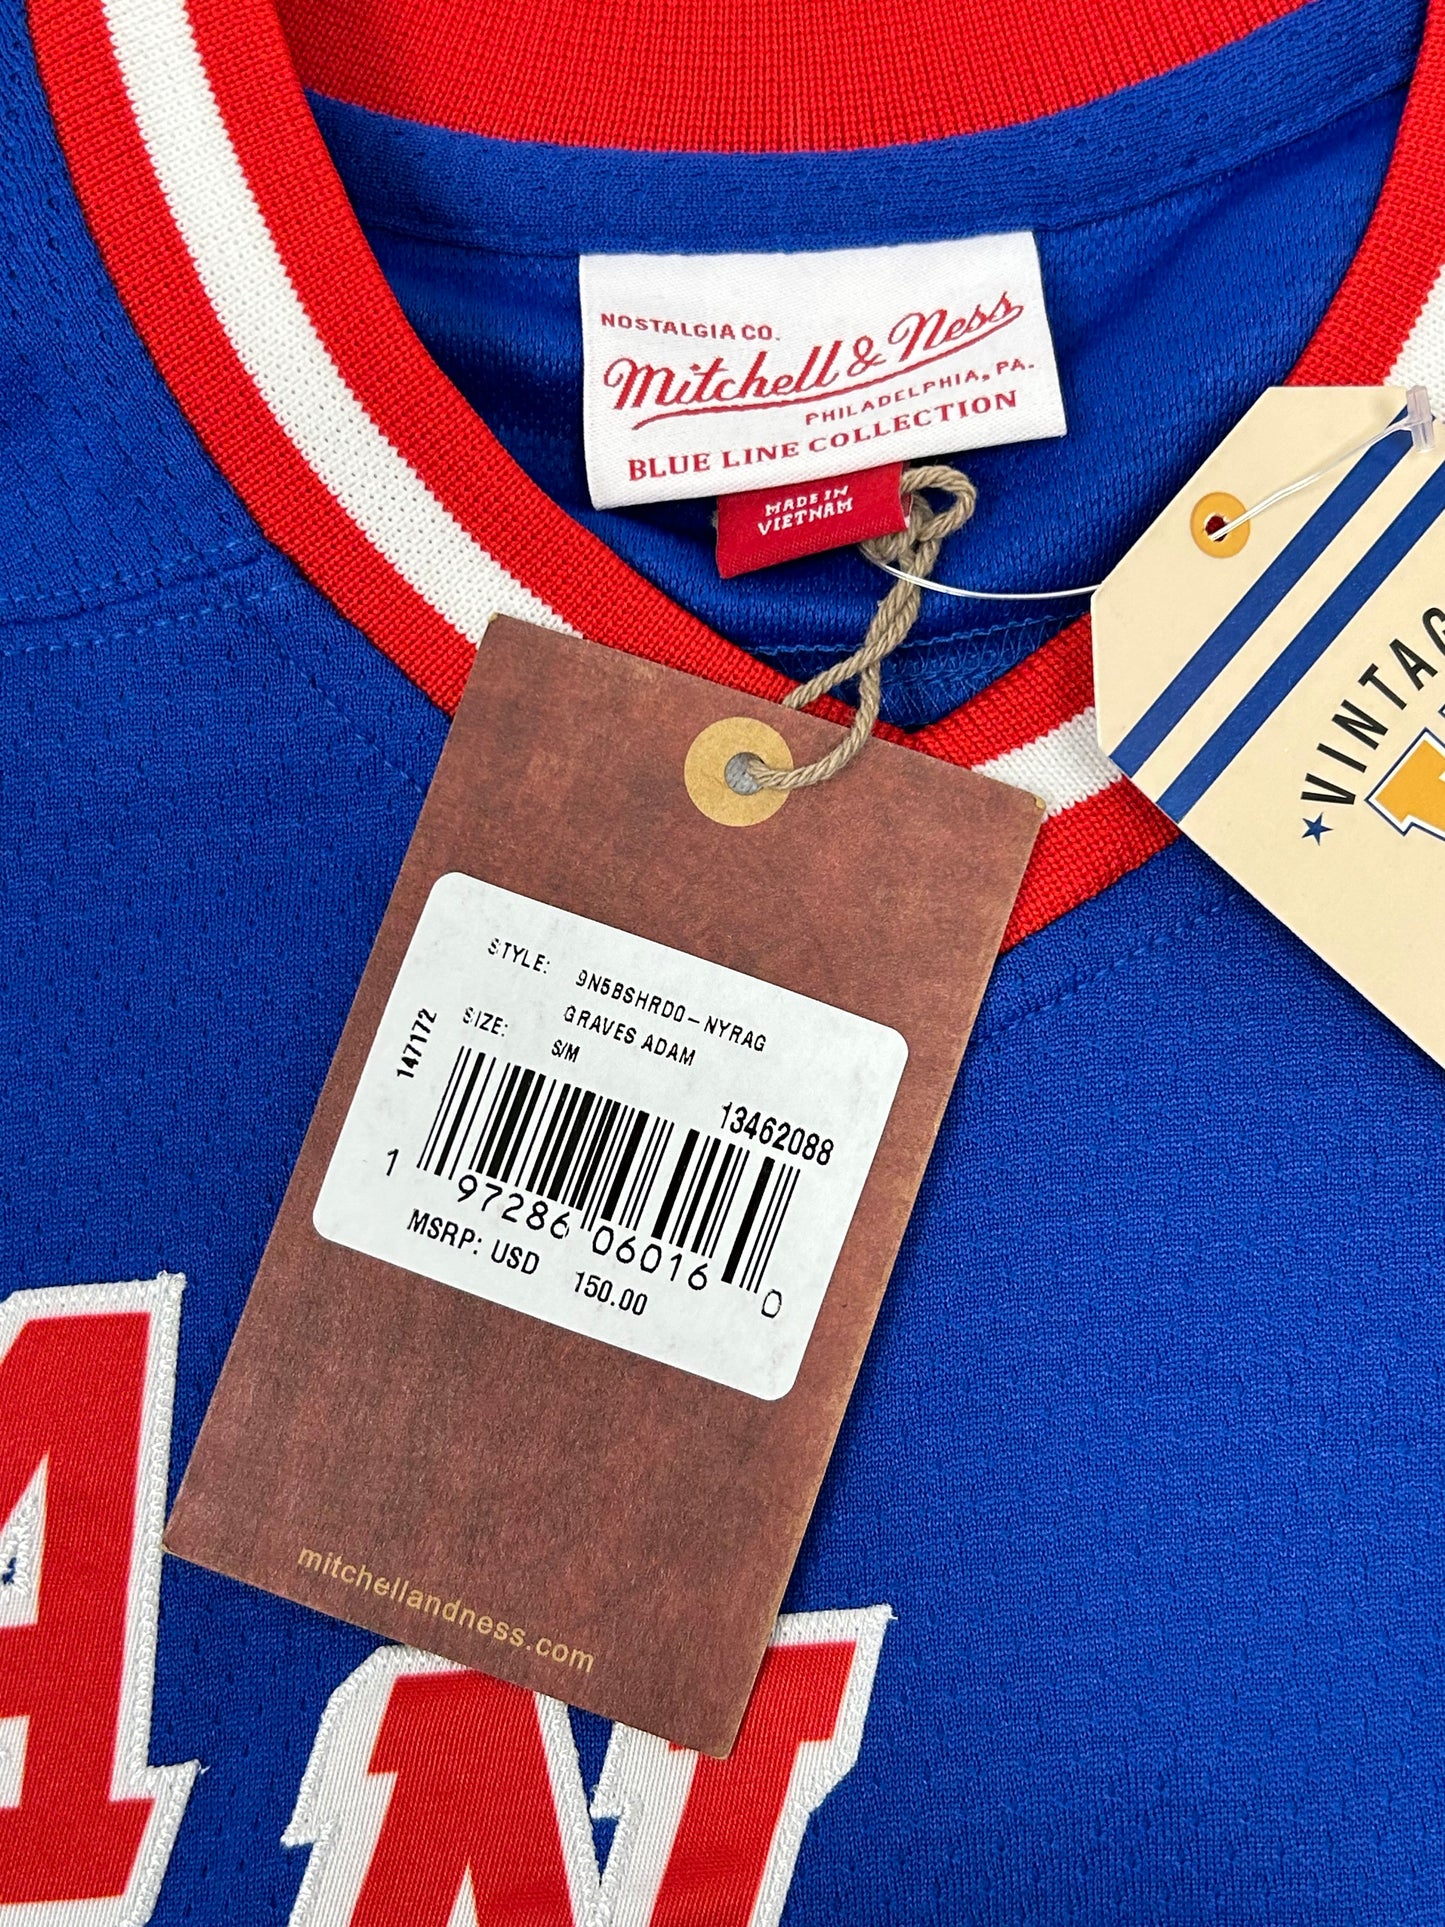 NOSTALGIA CO.
Mitchell & Ness
PHILADELPHIA, PA.
BLUE LINE COLLECTION
MADE IN
VIETNAM
STYLE: 9N5BSHRD0-NYRAG
GRAVES ADAM
SIZE: S/M
147172
13462088
1 97286 06016 0
MSRP: USD 150.00
mitchellandness.com
A N